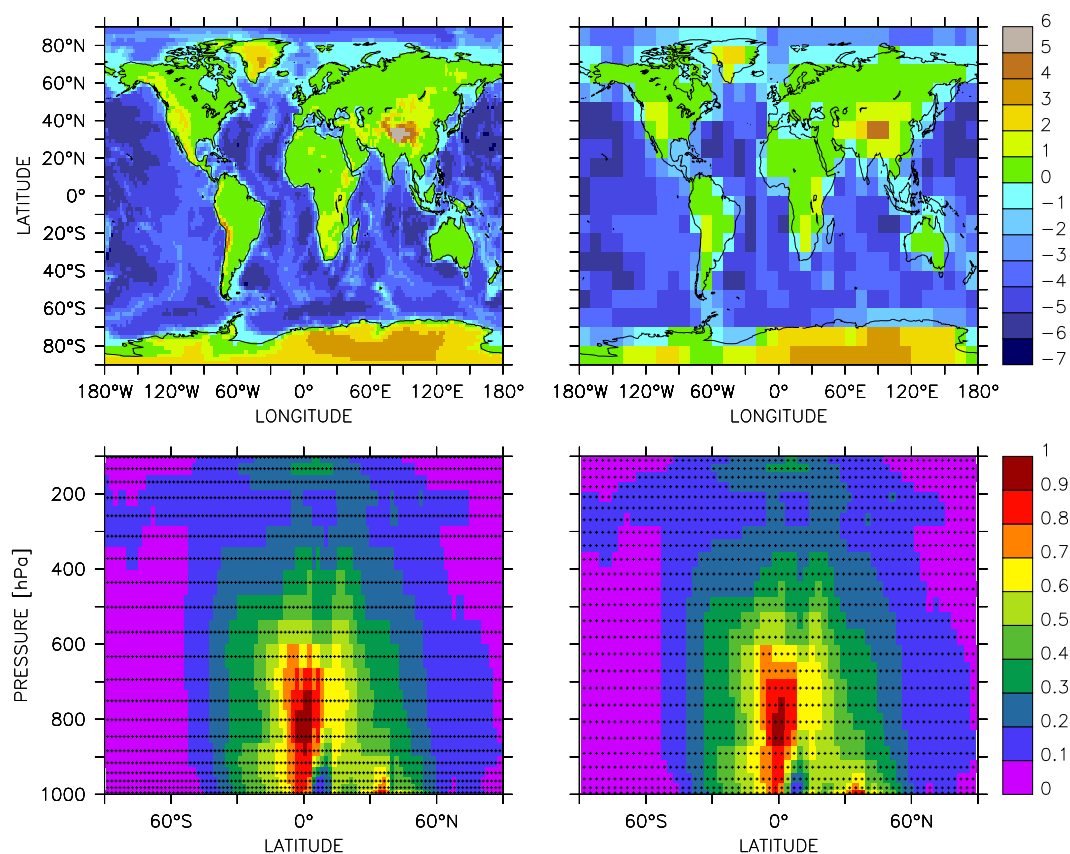 80°N
60°N
40°N
20°N
0°
20°S
40°S
60°S
80°S
LATITUDE
180°W 120°W 60°W 0° 60°E 120°E 180°
LONGITUDE
180°W 120°W 60°W 0° 60°E 120°E 180°
LONGITUDE
6
5
4
3
2
1
0
−1
−2
−3
−4
−5
−6
−7
200
400
600
800
1000
PRESSURE [hPa]
60°S 0° 60°N
LATITUDE
60°S 0° 60°N
LATITUDE
1
0.9
0.8
0.7
0.6
0.5
0.4
0.3
0.2
0.1
0